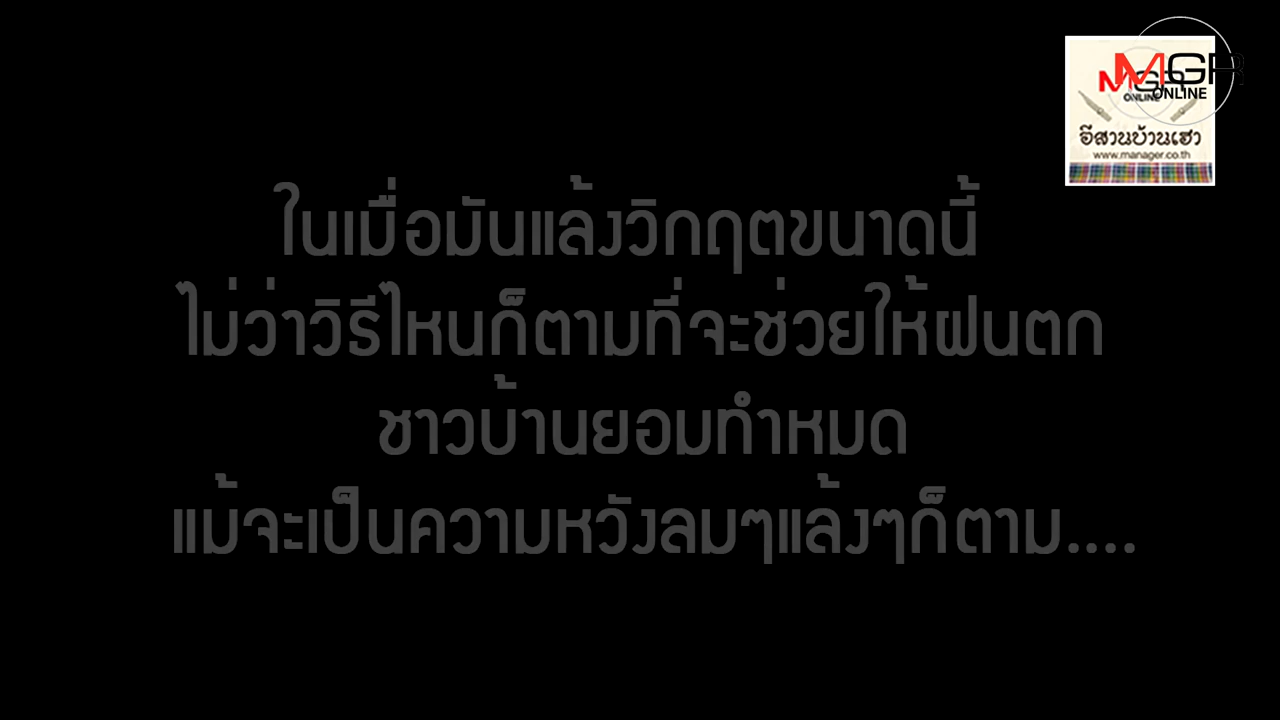 MGR
ONLINE
MGR
ONLINE
อีสานบ้านเฮา
www.manager.co.th
ในเมื่อมันแล้งวิกฤตขนาดนี้
ไม่ว่าวิธีไหนก็ตามที่จะช่วยให้ฝนตก
ชาวบ้านยอมทำหมด
แม้จะเป็นความหวังลมๆแล้งๆก็ตาม....